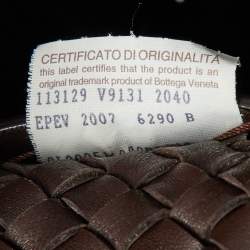 CERTIFICATO DI ORIGINALITÀ
this label certifies that the product is an
original trademark product of Bottega Veneta
113129 V9131 2040
EPEV 2007 6290 B